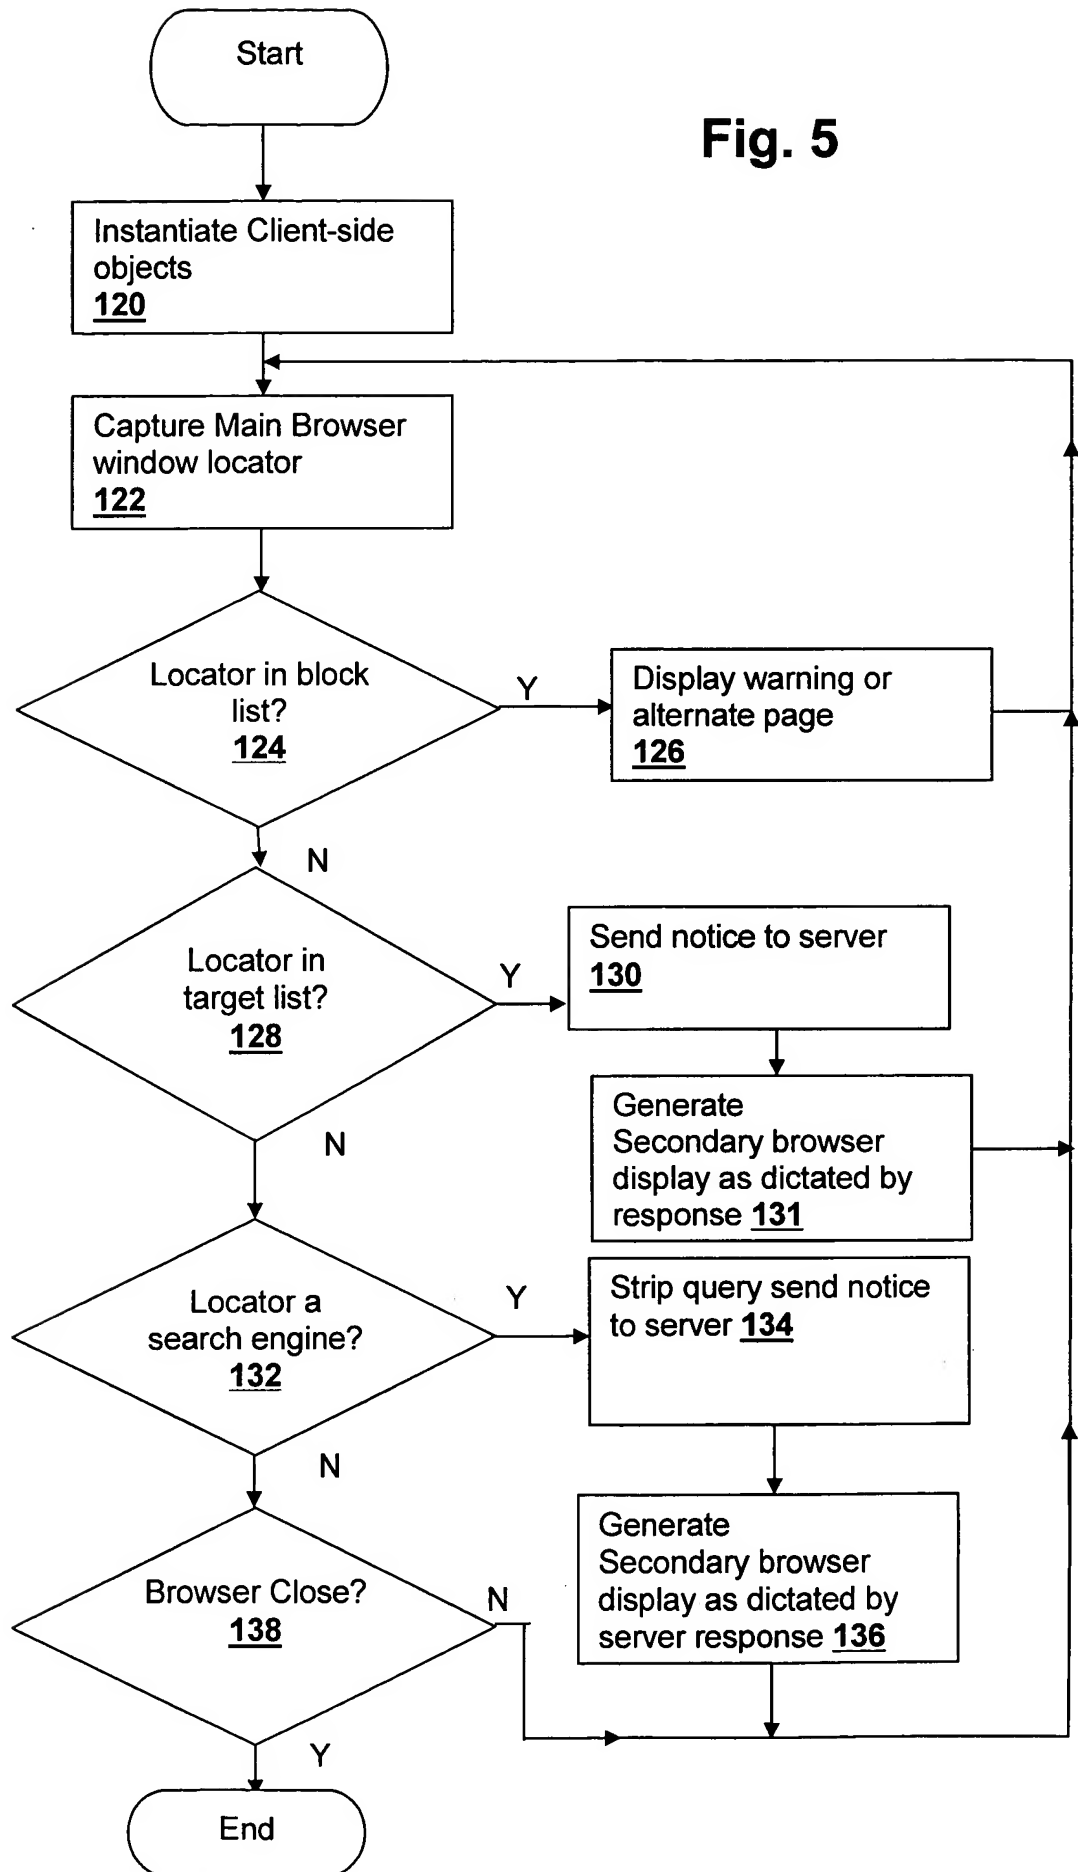 Start
Fig. 5
Instantiate Client-side
objects
120
Capture Main Browser
window locator
122
Locator in block
list?
124
Y
Display warning or
alternate page
126
N
Locator in
target list?
128
Y
Send notice to server
130
Generate
Secondary browser
display as dictated by
response 131
N
Locator a
search engine?
132
Y
Strip query send notice
to server 134
N
Generate
Secondary browser
display as dictated by
server response 136
Browser Close?
138
N
Y
End